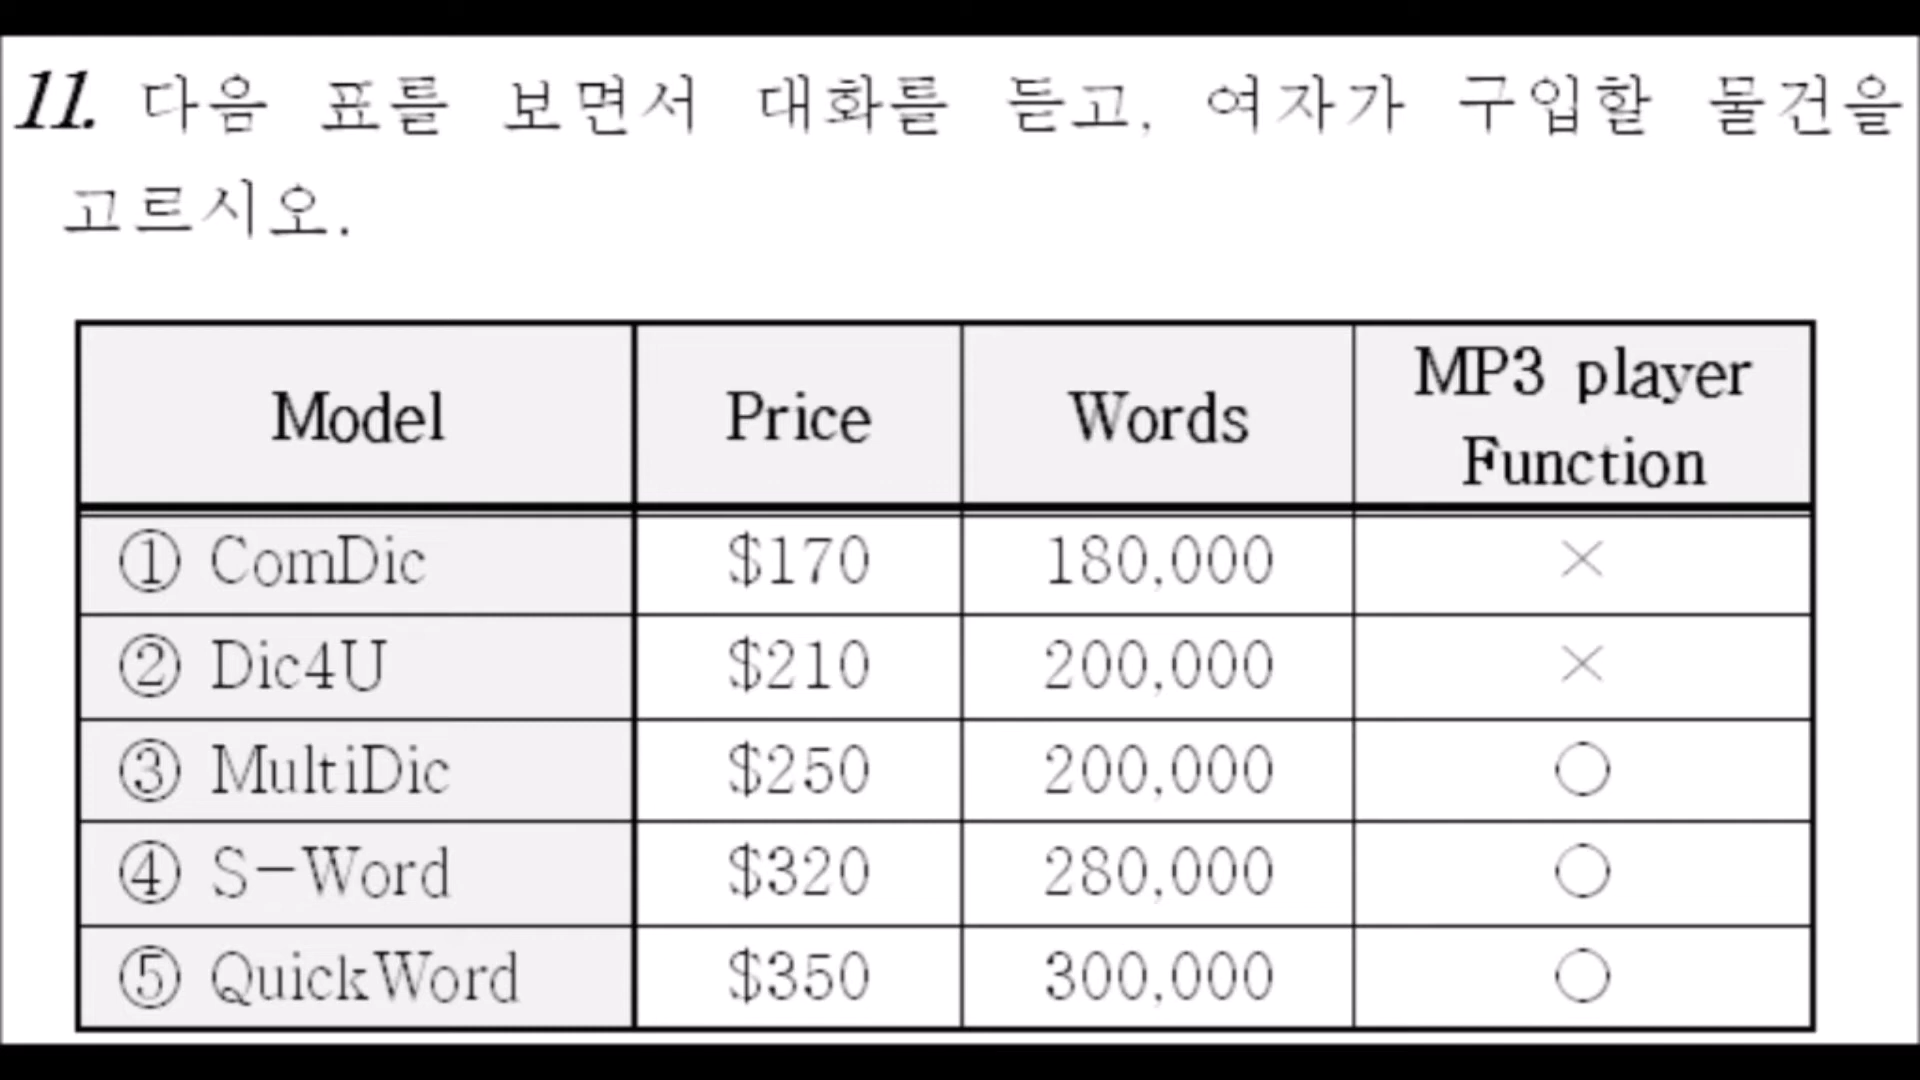 11. 다음 표를 보면서 대화를 듣고, 여자가 구입할 물건을
고르시오.
Model Price Words MP3 player Function
① ComDic $170 180,000 ×
② Dic4U $210 200,000 ×
③ MultiDic $250 200,000 ○
④ S-Word $320 280,000 ○
⑤ QuickWord $350 300,000 ○